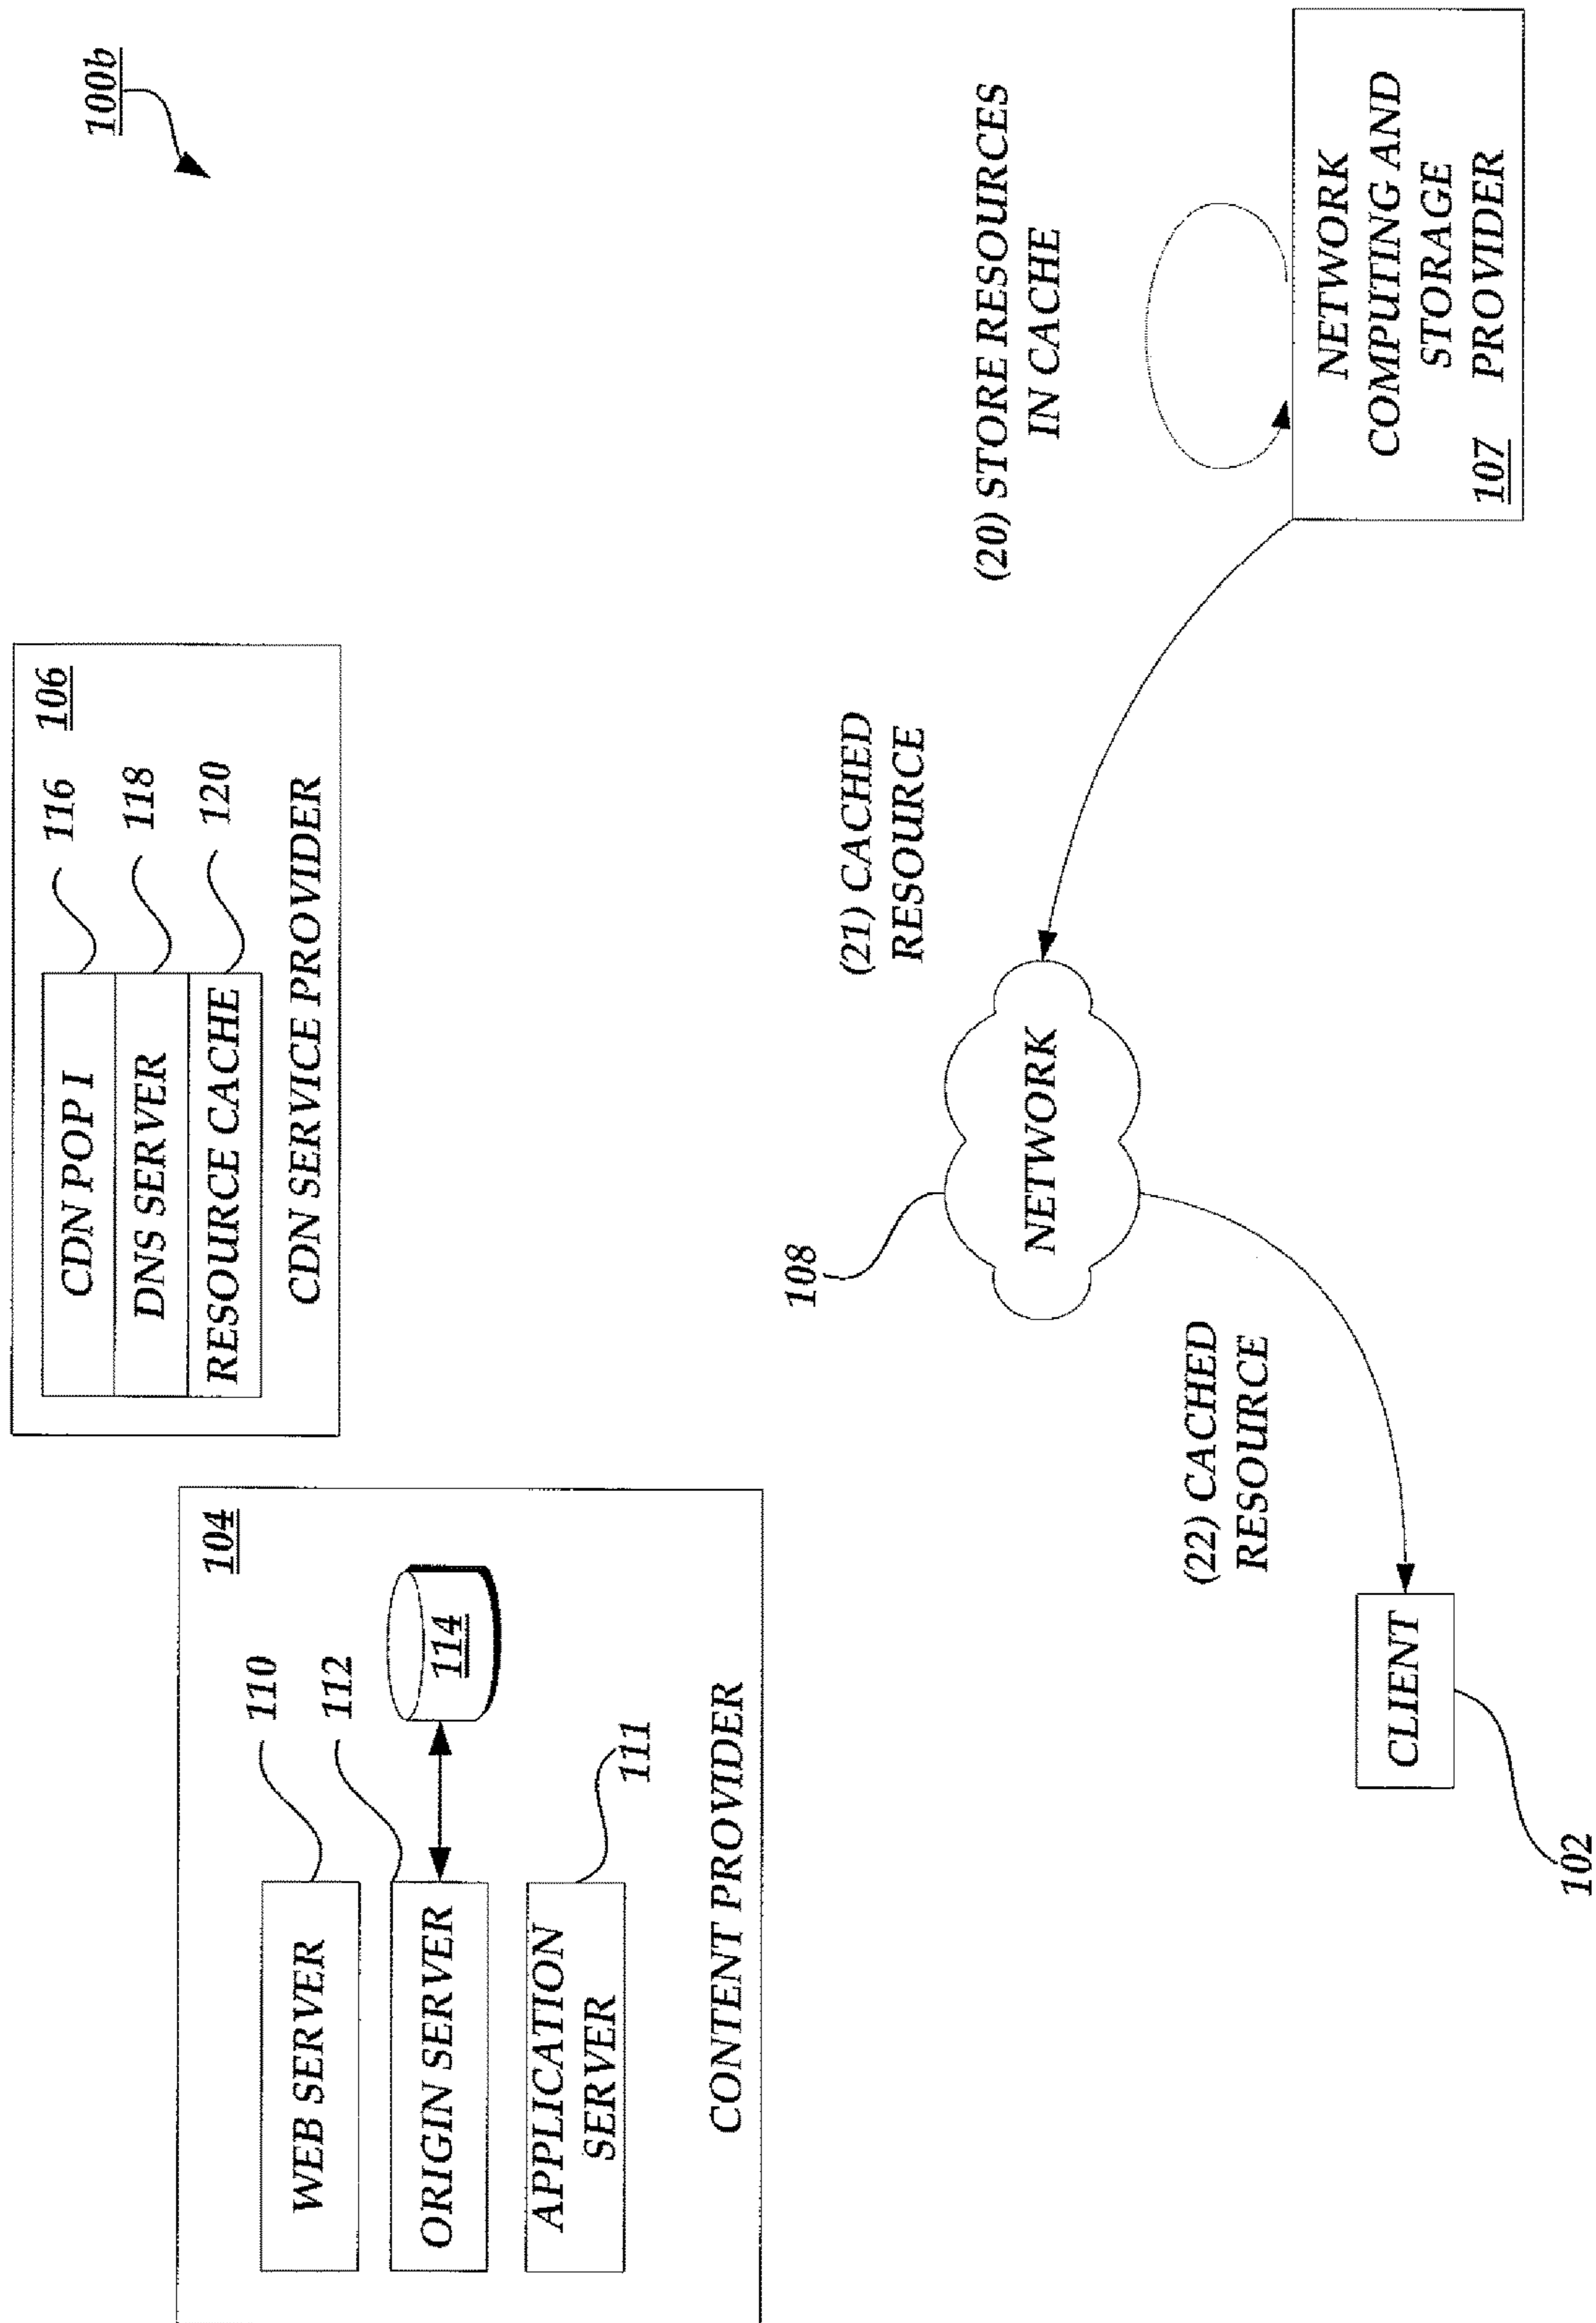 100b
104
WEB SERVER
110
ORIGIN SERVER
112
114
APPLICATION
SERVER
111
CONTENT PROVIDER
106
CDN POP 1
116
DNS SERVER
118
RESOURCE CACHE
120
CDN SERVICE PROVIDER
108
NETWORK
(21) CACHED
RESOURCE
(20) STORE RESOURCES
IN CACHE
(22) CACHED
RESOURCE
CLIENT
102
NETWORK
COMPUTING AND
STORAGE
107 PROVIDER